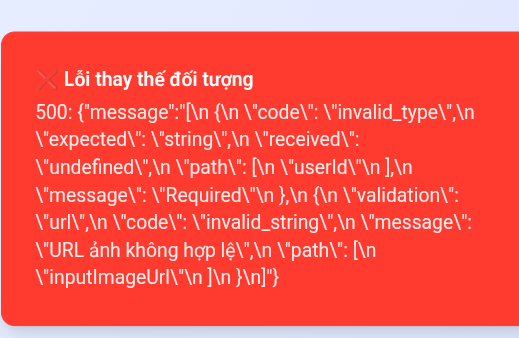 ❌ Lỗi thay thế đối tượng
500: {"message":"[\n {\n \"code\": \"invalid_type\",\n
\"expected\": \"string\",\n \"received\":
\"undefined\",\n \"path\": [\n \"userId\"\n ],\n
\"message\": \"Required\"\n },\n {\n \"validation\":
\"url\",\n \"code\": \"invalid_string\",\n \"message\":
\"URL ảnh không hợp lệ\",\n \"path\": [\n
\"inputImageUrl\"\n ]\n }\n]"}